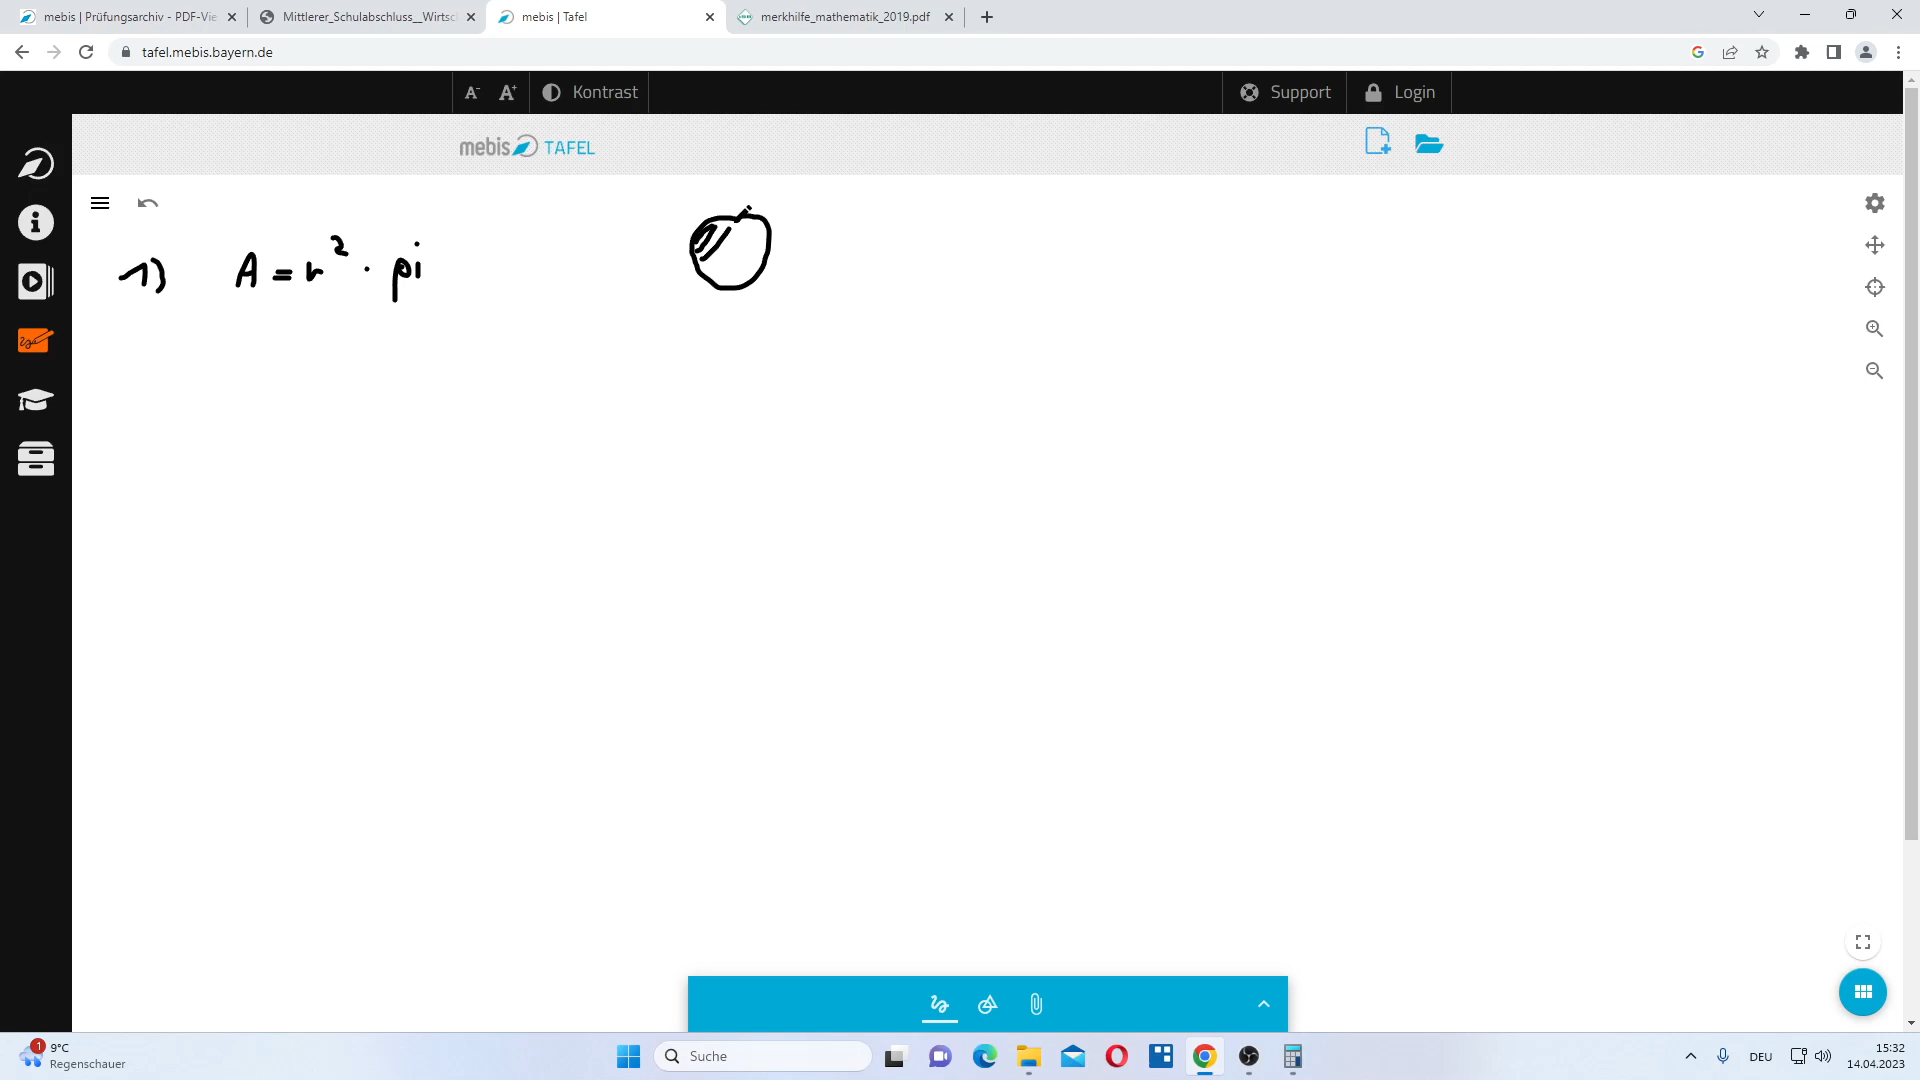 mebis | Prüfungsarchiv - PDF-Vie
Mittlerer_Schulabschluss__Wirtsc
mebis | Tafel
merkhilfe_mathematik_2019.pdf
tafel.mebis.bayern.de
A- A+ Kontrast Support Login
mebis TAFEL
1) A = r² · pi
1 9°C
Regenschauer
Suche
DEU
15:32
14.04.2023